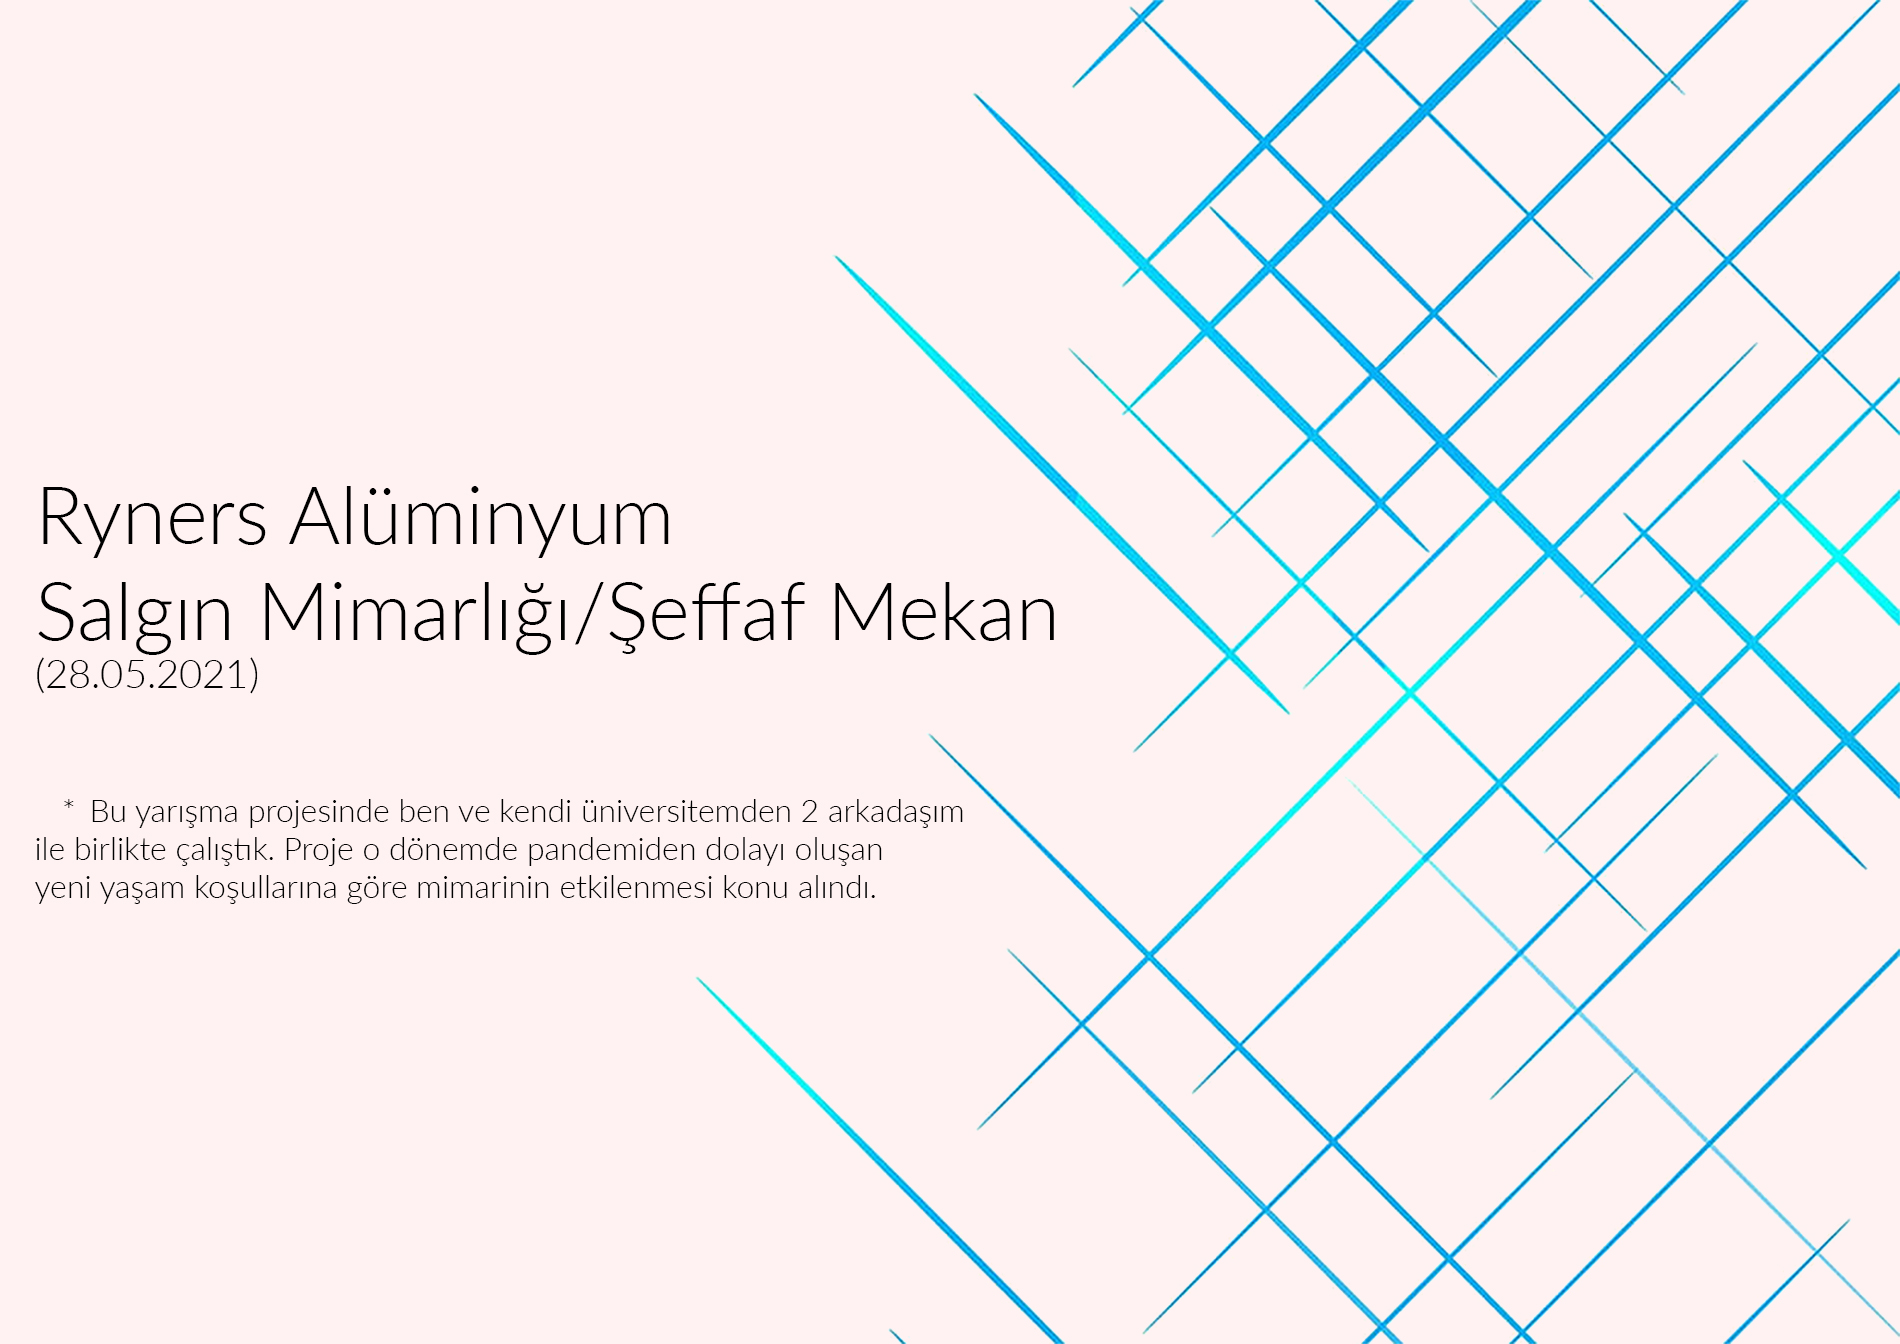 Ryners Alüminyum
Salgın Mimarlığı/Şeffaf Mekan
(28.05.2021)
* Bu yarışma projesinde ben ve kendi üniversitemden 2 arkadaşım
ile birlikte çalıştık. Proje o dönemde pandemiden dolayı oluşan
yeni yaşam koşullarına göre mimarinin etkilenmesi konu alındı.